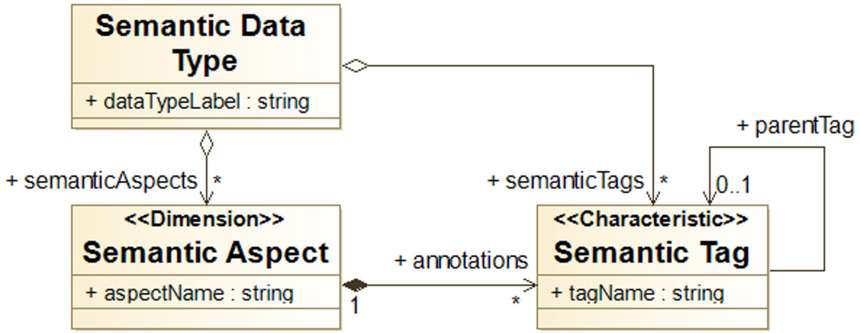 Semantic Data
Type
+ dataTypeLabel : string
+ parentTag
+ semanticAspects
*
+ semanticTags
*
0..1
<<Dimension>>
Semantic Aspect
+ aspectName : string
+ annotations
1
*
<<Characteristic>>
Semantic Tag
+ tagName : string